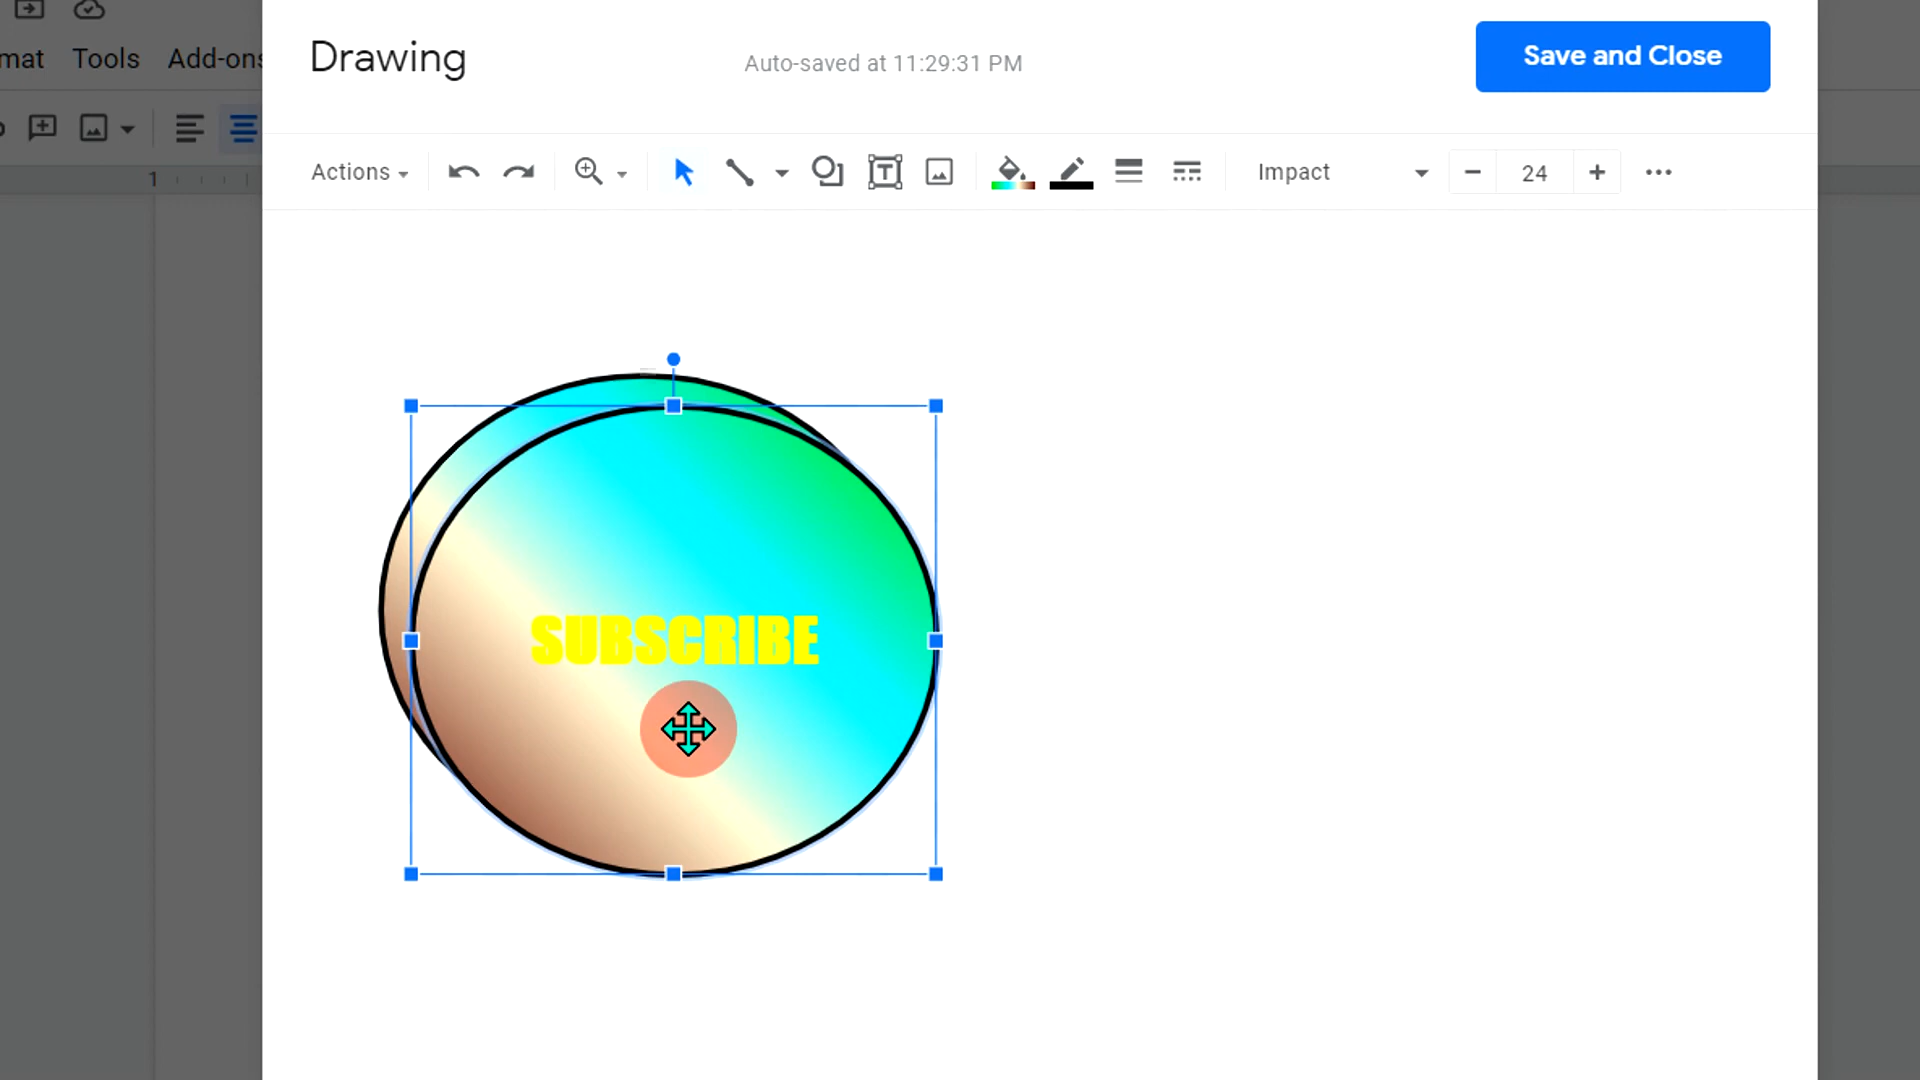 mat Tools Add-ons
Drawing
Auto-saved at 11:29:31 PM
Save and Close
Actions
Impact
24
1
SUBSCRIBE